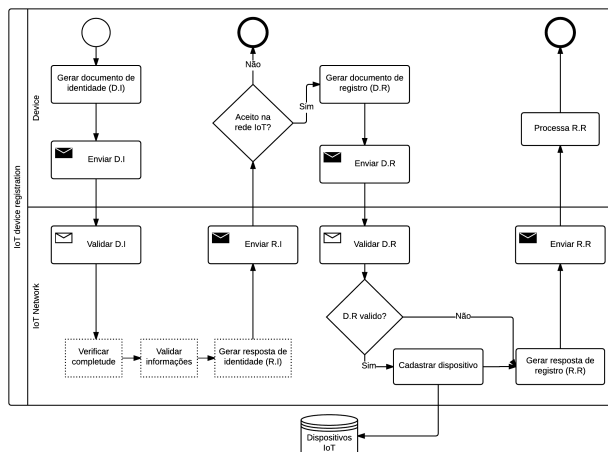 IoT device registration
Device
Gerar documento de
identidade (D.I)
Enviar D.I
Não
Aceito na
rede IoT?
Sim
Gerar documento de
registro (D.R)
Enviar D.R
Processa R.R
IoT Network
Validar D.I
Enviar R.I
Validar D.R
Enviar R.R
Verificar
completude
Validar
informações
Gerar resposta de
identidade (R.I)
D.R valido?
Não
Sim
Cadastrar dispositivo
Gerar resposta de
registro (R.R)
Dispositivos
IoT